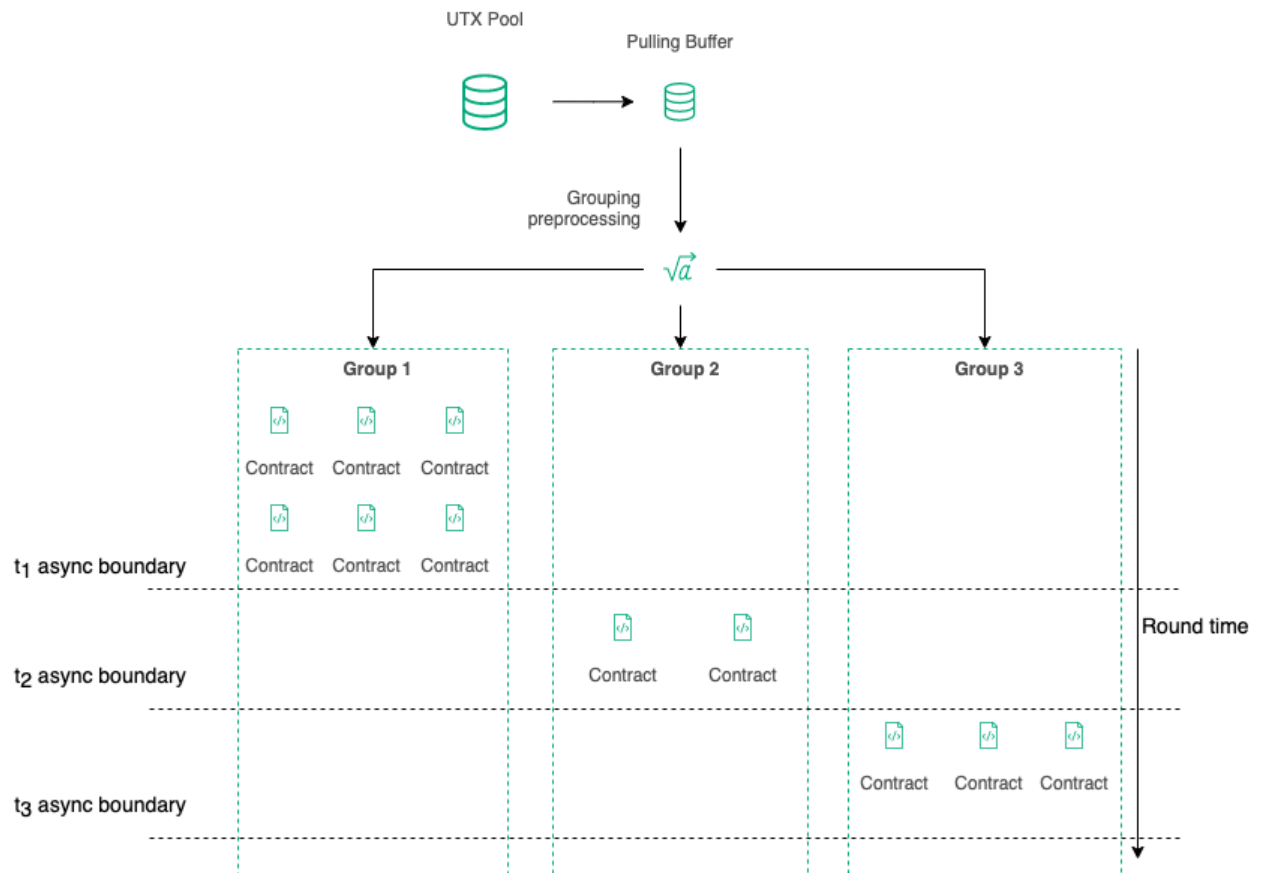 UTX Pool
Pulling Buffer
Grouping
preprocessing
√a⃗
Group 1
Group 2
Group 3
</>
</>
</>
Contract
Contract
Contract
</>
</>
</>
t₁ async boundary
Contract
Contract
Contract
</>
</>
Round time
t₂ async boundary
Contract
Contract
</>
</>
</>
Contract
Contract
Contract
t₃ async boundary